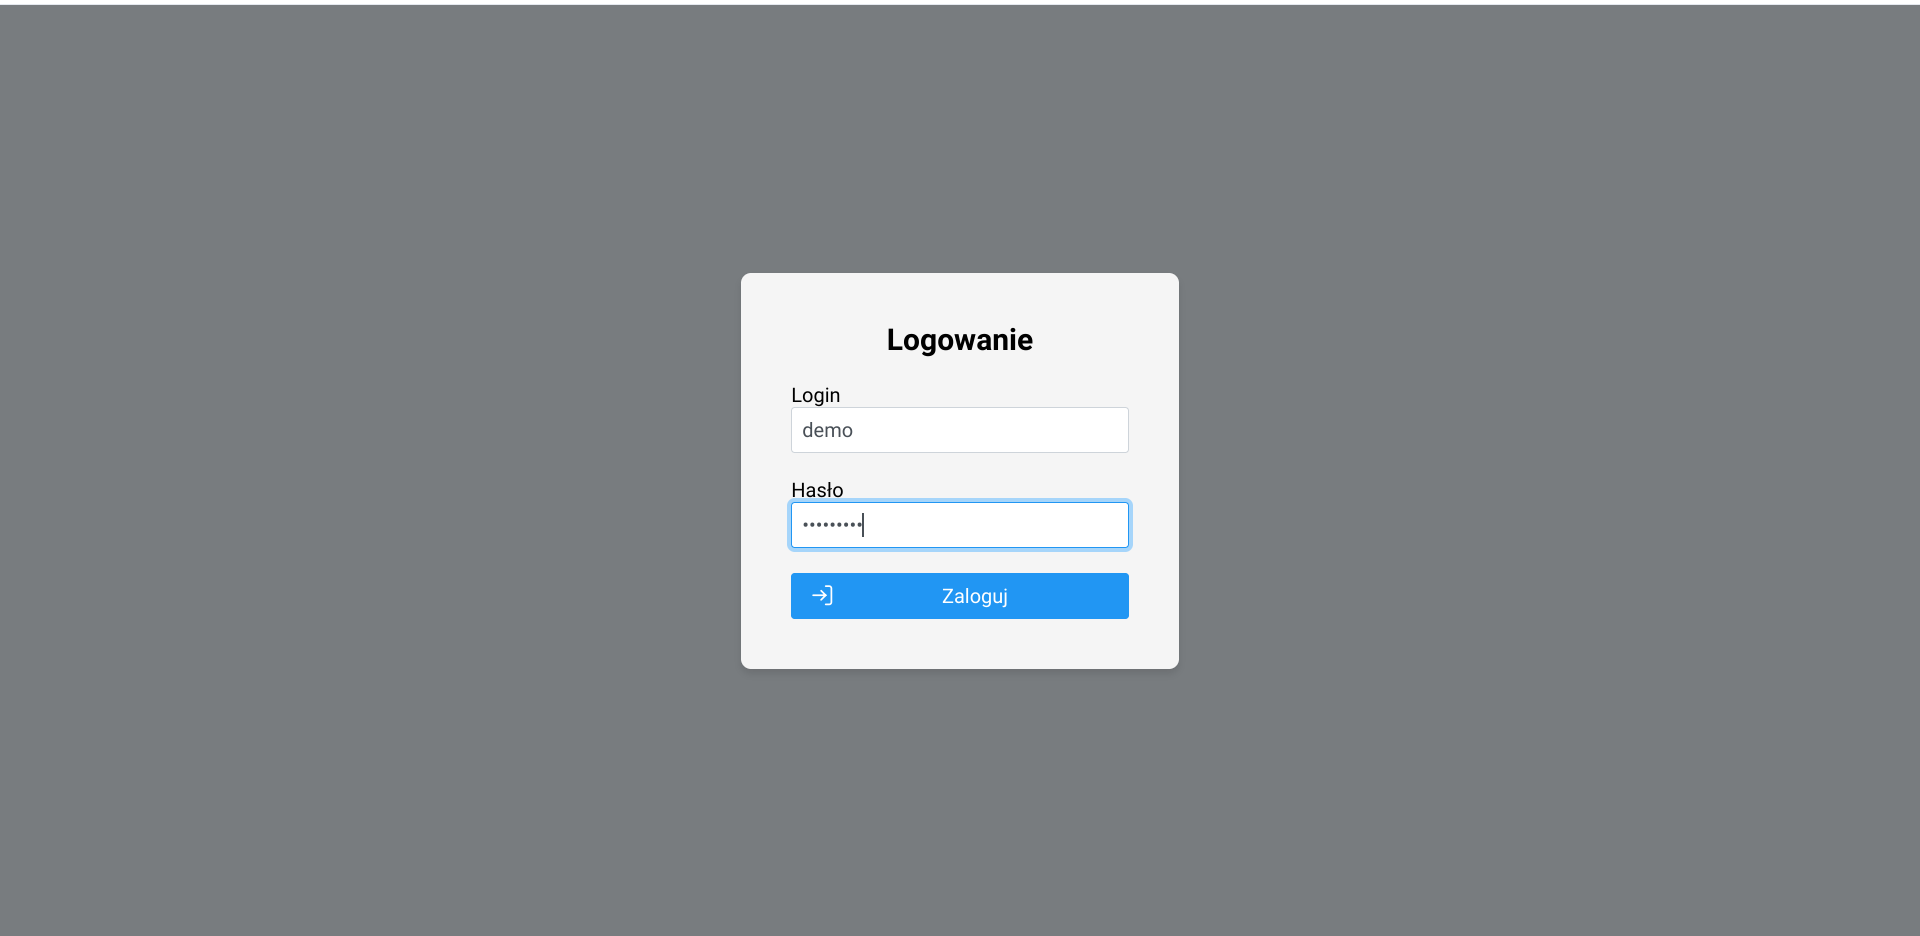 Logowanie
Login
demo
Hasło
•••••••••
Zaloguj